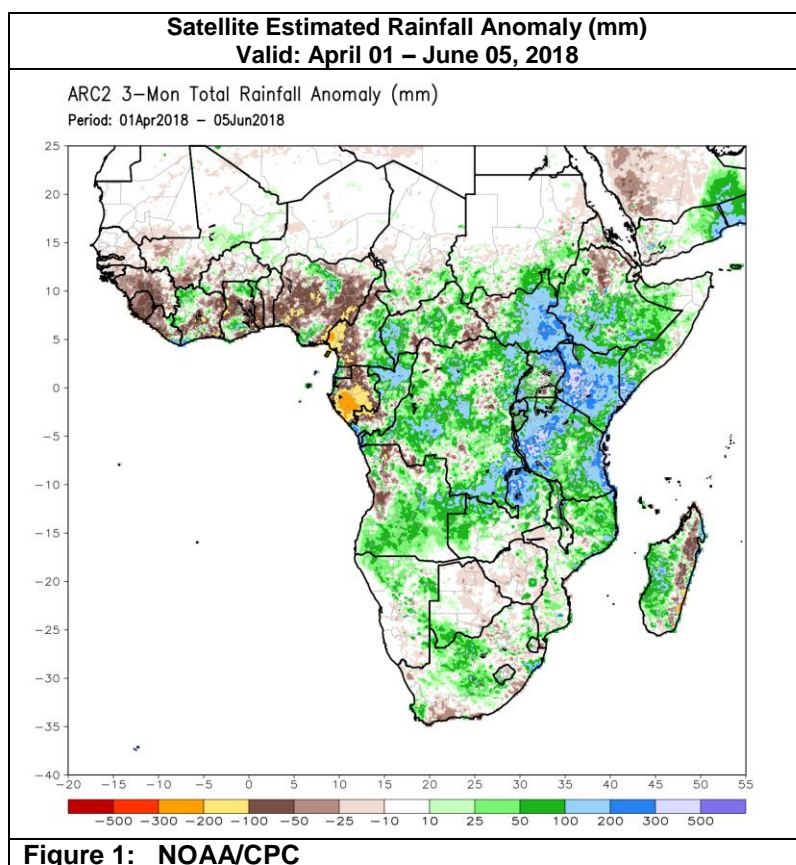 Satellite Estimated Rainfall Anomaly (mm)
Valid: April 01 – June 05, 2018
ARC2 3-Mon Total Rainfall Anomaly (mm)
Period: 01Apr2018 – 05Jun2018
25
20
15
10
5
0
-5
-10
-15
-20
-25
-30
-35
-40
-20 -15 -10 -5 0 5 10 15 20 25 30 35 40 45 50 55
-500 -300 -200 -100 -50 -25 -10 10 25 50 100 200 300 500
Figure 1: NOAA/CPC